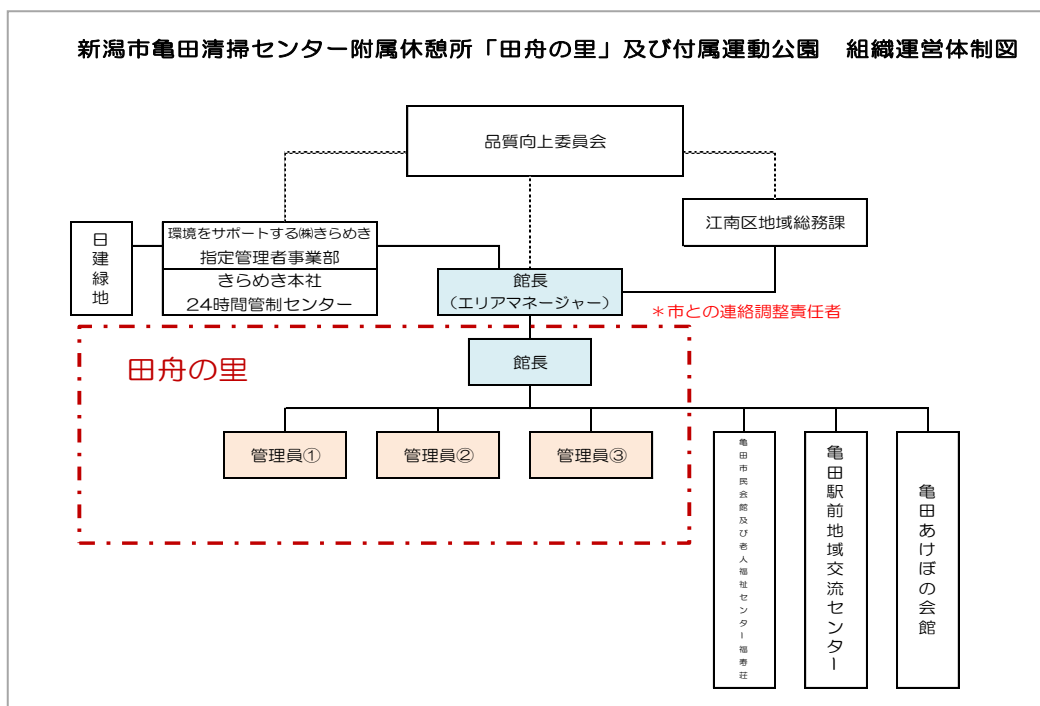 新潟市亀田清掃センター附属休憩所「田舟の里」及び付属運動公園　組織運営体制図
品質向上委員会
日建緑地
環境をサポートする㈱きらめき
指定管理者事業部
きらめき本社
24時間管制センター
江南区地域総務課
館長
（エリアマネージャー）
＊市との連絡調整責任者
田舟の里
館長
管理員①
管理員②
管理員③
亀田市民会館及び老人福祉センター福寿荘
亀田駅前地域交流センター
亀田あけぼの会館